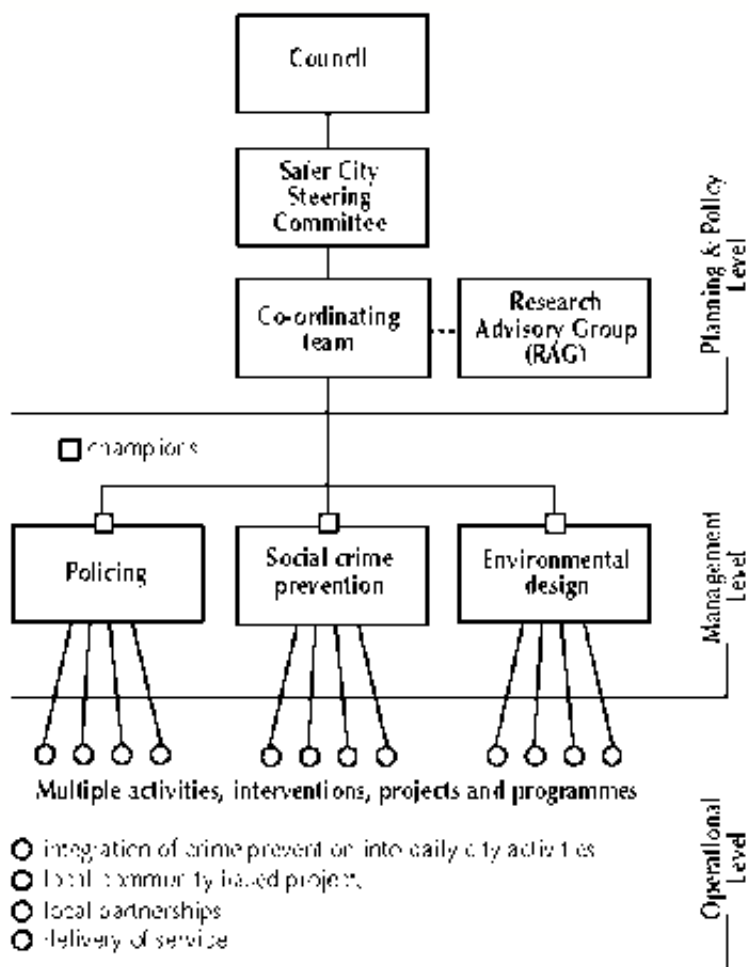 Council
Safer City
Steering
Committee
Co-ordinating
team
Research
Advisory Group
(RAG)
Planning & Policy
Level
champions
Policing
Social crime
prevention
Environmental
design
Management
Level
Multiple activities, interventions, projects and programmes
integration of crime prevention into daily city activities
local community based project
local partnerships
delivery of service
Operational
Level